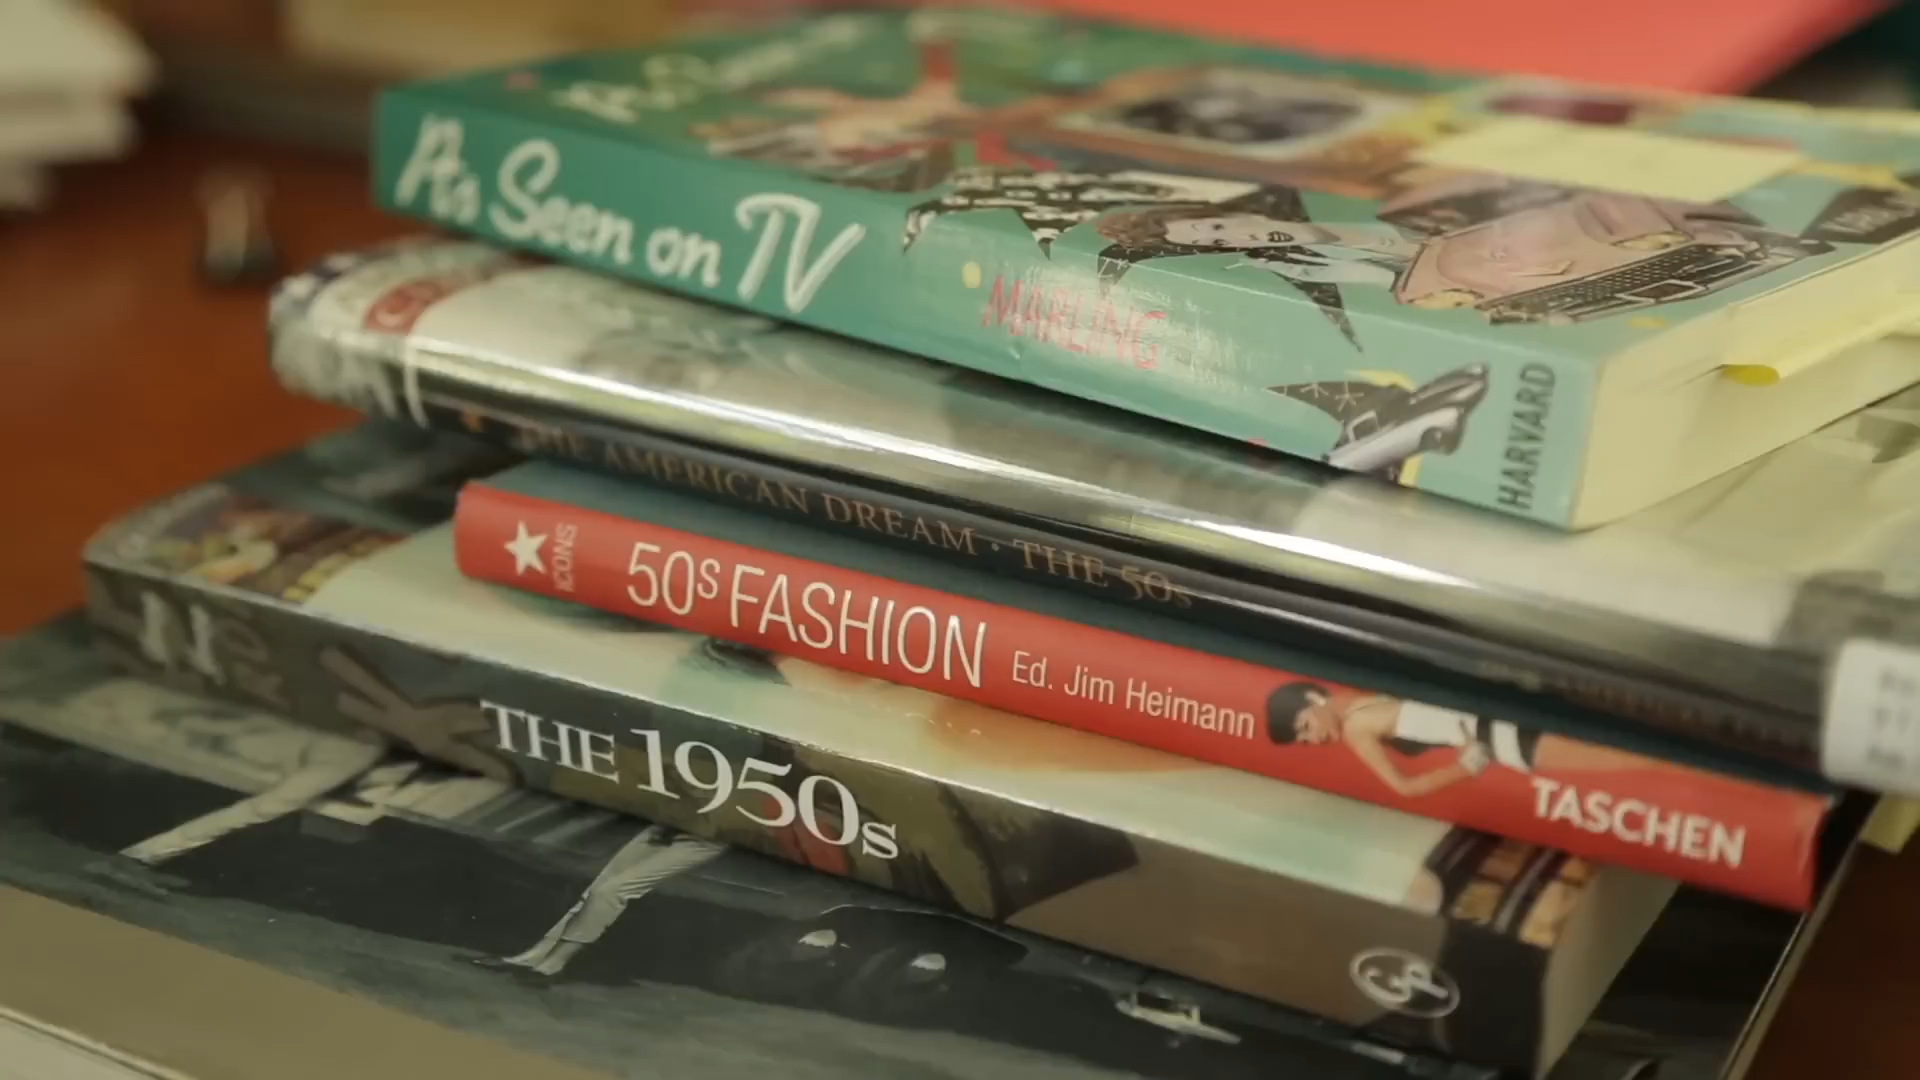 As Seen on TV
MARLING
HARVARD
THE AMERICAN DREAM · THE 50s
ICONS
50s FASHION Ed. Jim Heimann
TASCHEN
THE 1950s
GP